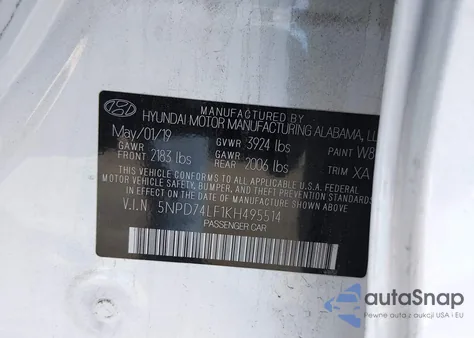 MANUFACTURED BY
HYUNDAI MOTOR MANUFACTURING ALABAMA, LL
May/01/19 GVWR 3924 lbs PAINT W8
GAWR FRONT 2183 lbs GAWR REAR 2006 lbs TRIM XA
THIS VEHICLE CONFORMS TO ALL APPLICABLE U.S.A. FEDERAL
MOTOR VEHICLE SAFETY, BUMPER, AND THEFT PREVENTION
STANDARDS IN EFFECT ON THE DATE OF MANUFACTURE SHOWN ABOVE.
V.I.N 5NPD74LF1KH495514
PASSENGER CAR
autoSnap
Pewne auta z aukcji USA i EU